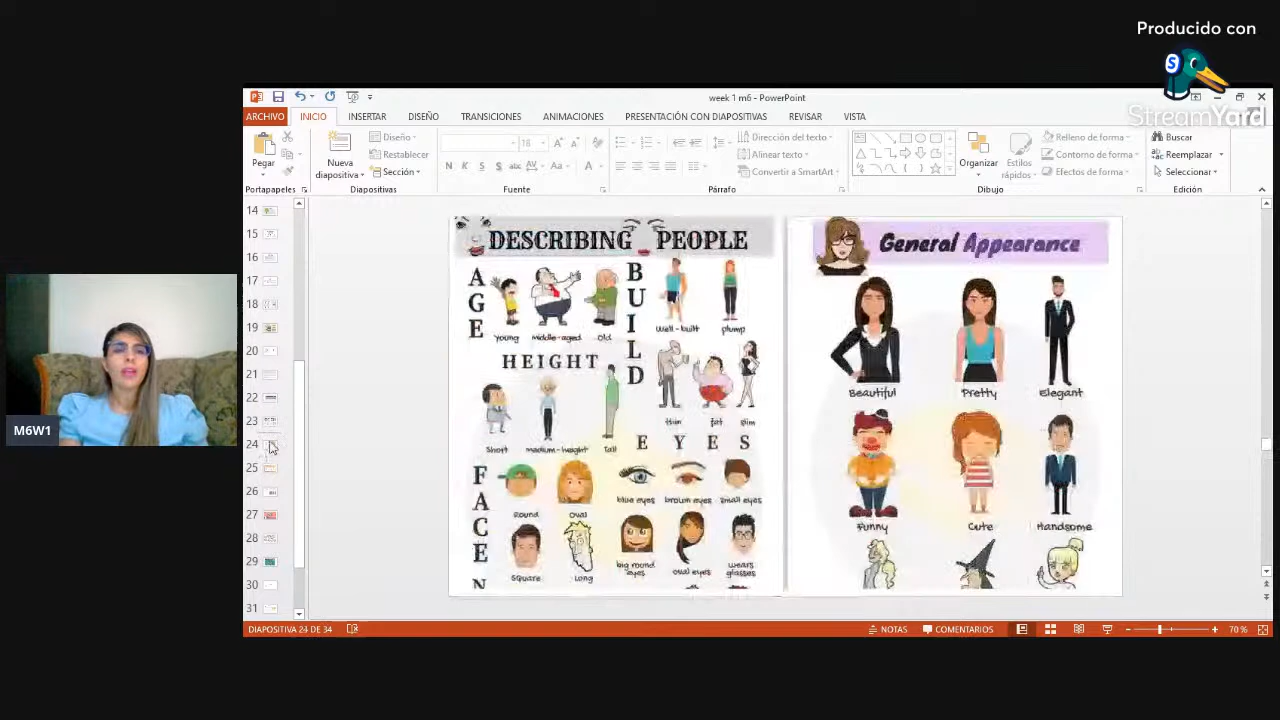 Producido con
StreamYard
week 1 m6 - PowerPoint
ARCHIVO INICIO INSERTAR DISEÑO TRANSICIONES ANIMACIONES PRESENTACIÓN CON DIAPOSITIVAS REVISAR VISTA
Pegar
Nueva diapositiva
Diseño
Restablecer
Sección
18
N K S abc AV Aa A
Dirección del texto
Alinear texto
Convertir a SmartArt
Organizar
Estilos rápidos
Relleno de forma
Contorno de forma
Efectos de forma
Buscar
Reemplazar
Seleccionar
Portapapeles Diapositivas Fuente Párrafo Dibujo Edición
14
15
16
17
18
19
20
21
22
23
24
25
26
27
28
29
30
31
M6W1
DESCRIBING PEOPLE
AGE
young middle-aged old
BUILD
well-built plump
thin fat slim
HEIGHT
short medium-height tall
EYES
blue eyes brown eyes small eyes
big round eyes oval eyes wears glasses
FACE
Round Oval
Square Long
N
General Appearance
Beautiful Pretty Elegant
Funny Cute Handsome
DIAPOSITIVA 24 DE 34
NOTAS COMENTARIOS 70 %